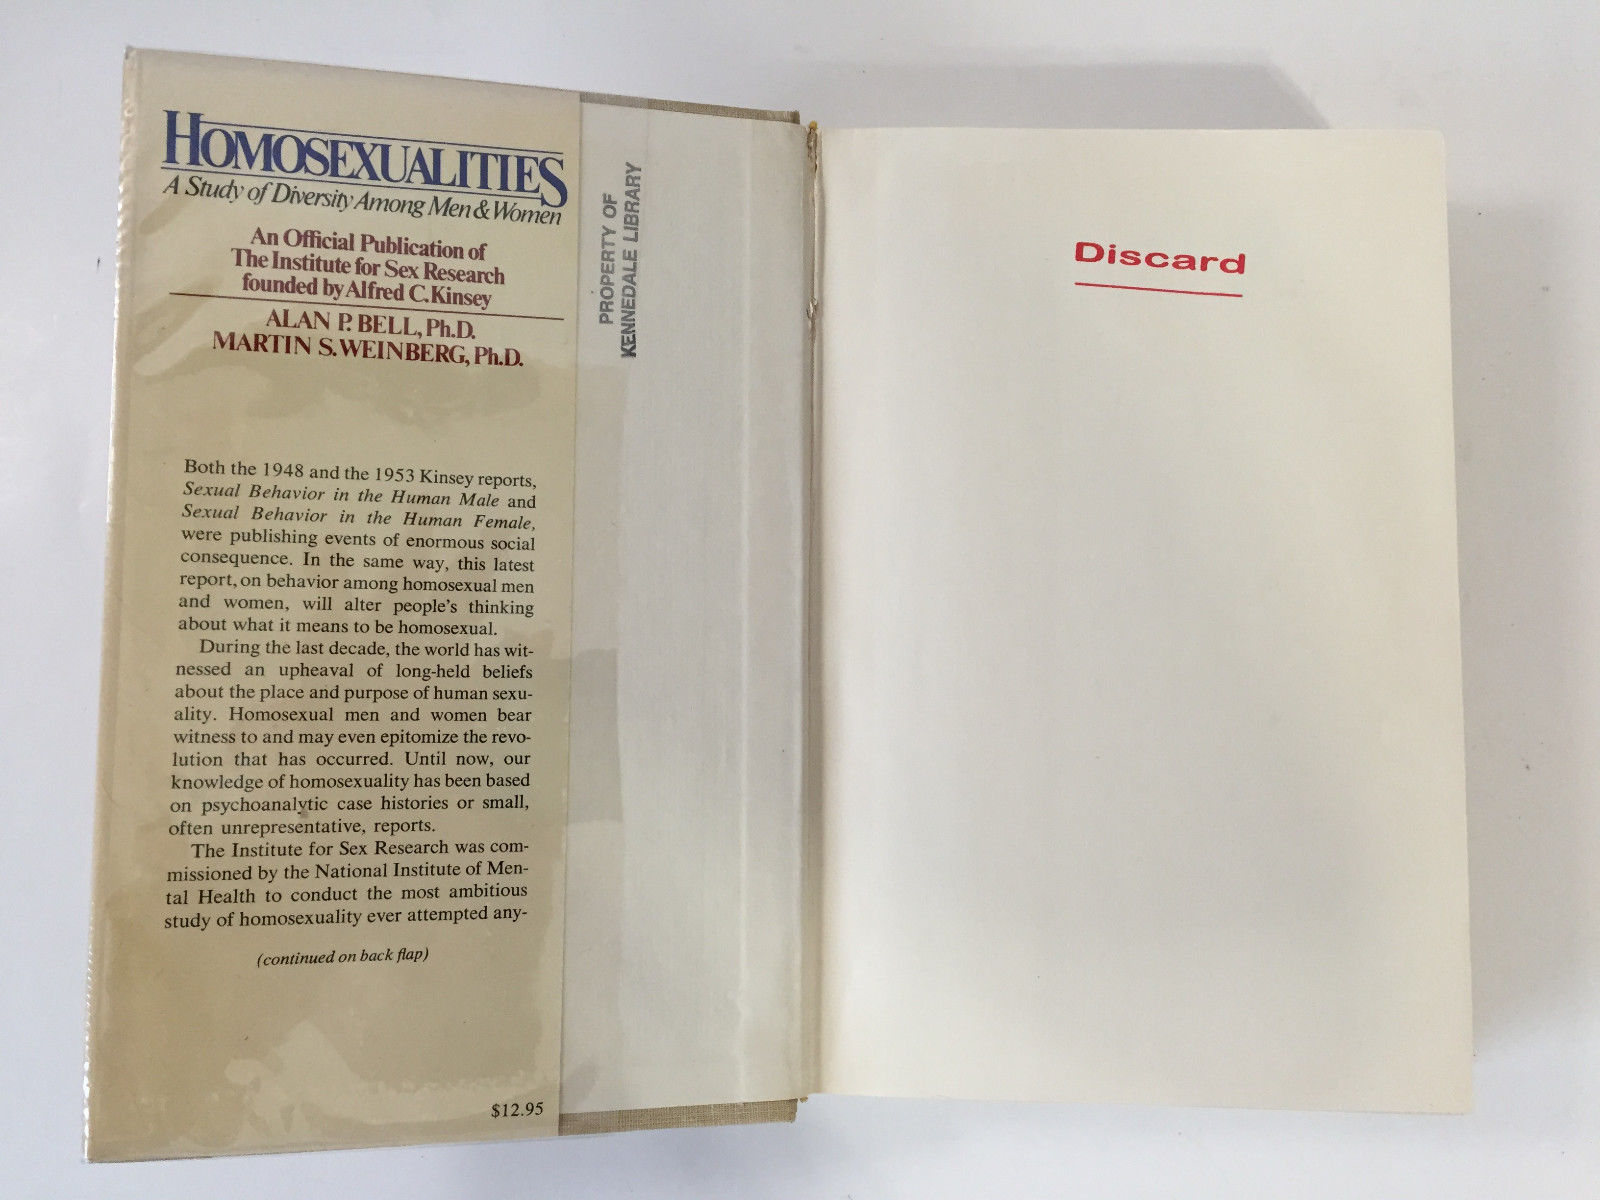 HOMOSEXUALITIES
A Study of Diversity Among Men & Women
An Official Publication of
The Institute for Sex Research
founded by Alfred C. Kinsey
ALAN P. BELL, Ph.D.
MARTIN S. WEINBERG, Ph.D.
Both the 1948 and the 1953 Kinsey reports,
Sexual Behavior in the Human Male and
Sexual Behavior in the Human Female,
were publishing events of enormous social
consequence. In the same way, this latest
report, on behavior among homosexual men
and women, will alter people's thinking
about what it means to be homosexual.
During the last decade, the world has wit-
nessed an upheaval of long-held beliefs
about the place and purpose of human sexu-
ality. Homosexual men and women bear
witness to and may even epitomize the revo-
lution that has occurred. Until now, our
knowledge of homosexuality has been based
on psychoanalytic case histories or small,
often unrepresentative, reports.
The Institute for Sex Research was com-
missioned by the National Institute of Men-
tal Health to conduct the most ambitious
study of homosexuality ever attempted any-
(continued on back flap)
$12.95
PROPERTY OF
KENNEDALE LIBRARY
Discard